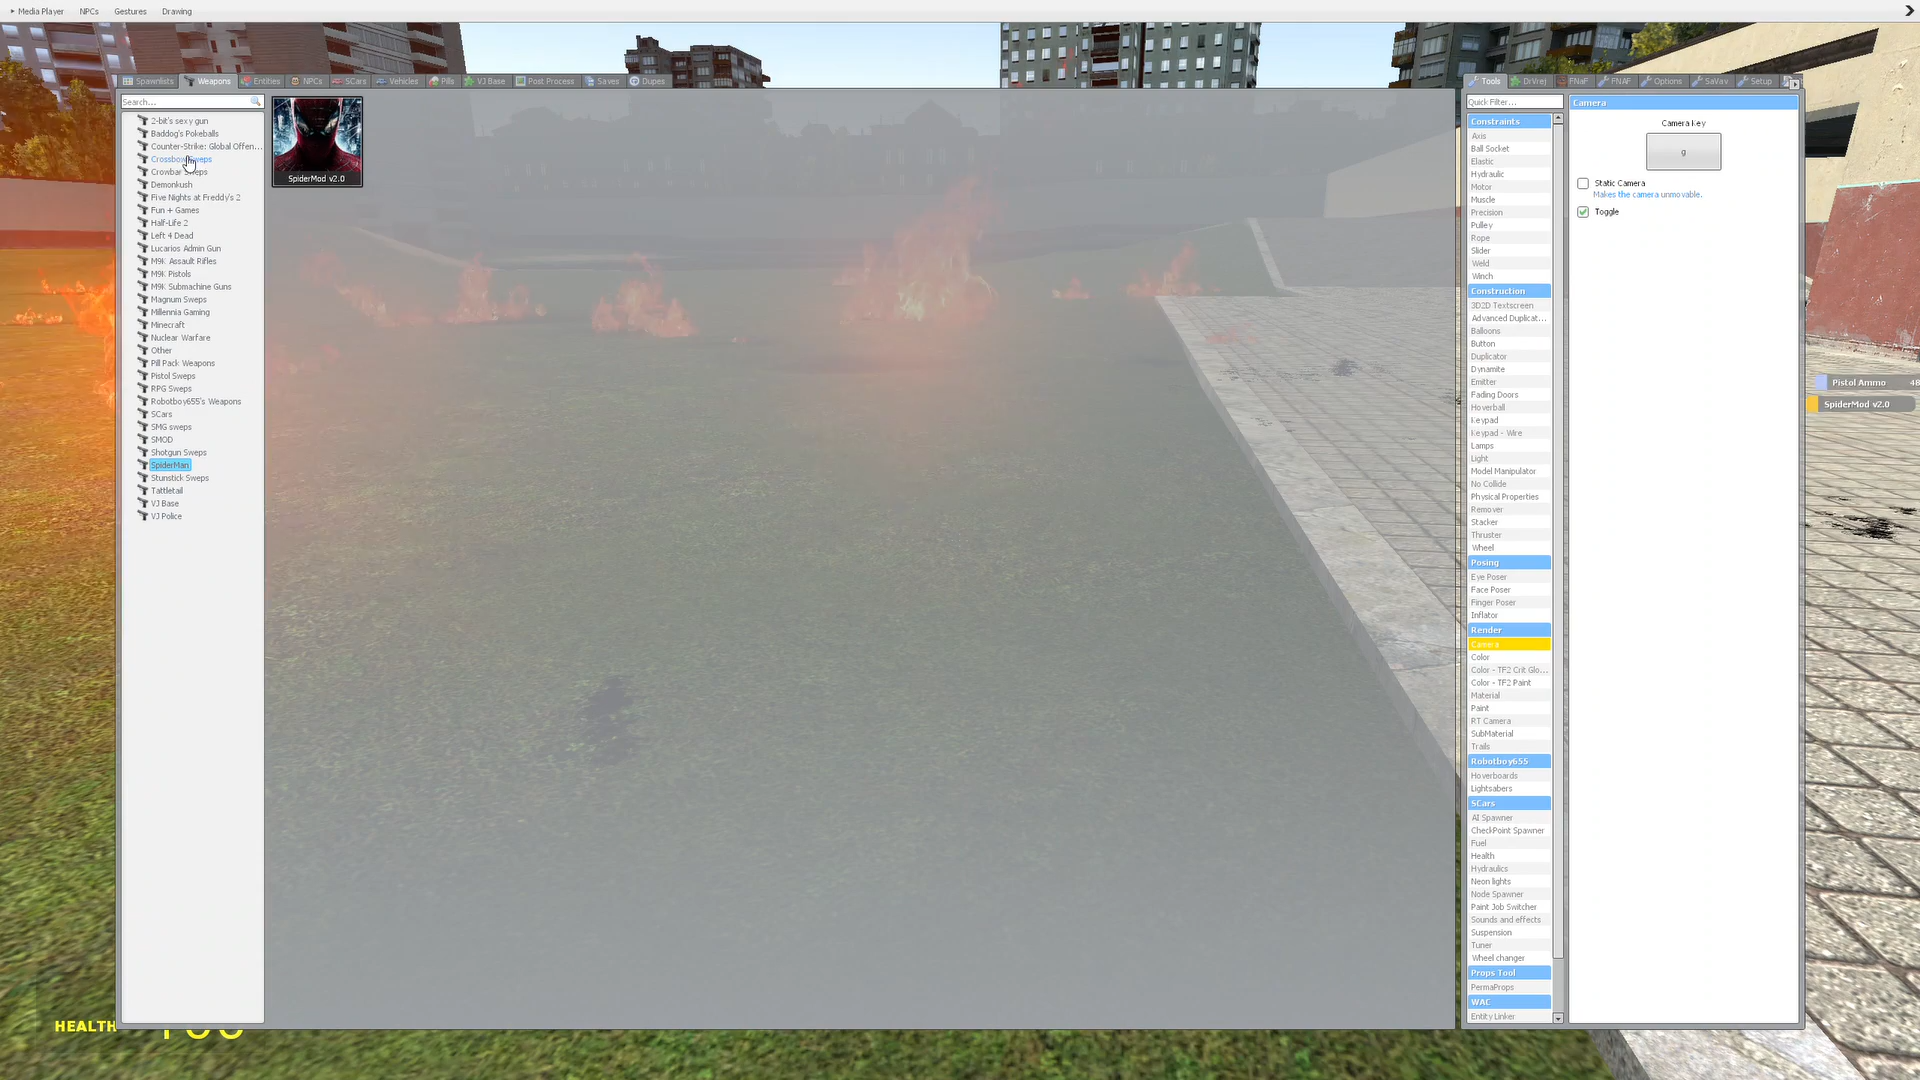 Media Player NPCs Gestures Drawing
Spawnlists Weapons Entities NPCs SCars Vehicles Pills VJ Base Post Process Saves Dupes
Search...
2-bit's sexy gun
Baddog's Pokeballs
Counter-Strike: Global Offen...
Crossbow Sweps
Crowbar Sweps
Demonkush
Five Nights at Freddy's 2
Fun + Games
Half-Life 2
Left 4 Dead
Lucarios Admin Gun
M9K Assault Rifles
M9K Pistols
M9K Submachine Guns
Magnum Sweps
Millennia Gaming
Minecraft
Nuclear Warfare
Other
Pill Pack Weapons
Pistol Sweps
RPG Sweps
Robotboy655's Weapons
SCars
SMG sweps
SMOD
Shotgun Sweps
SpiderMan
Stunstick Sweps
Tattletail
VJ Base
VJ Police
SpiderMod v2.0
Tools DrVrej FNaF FNAF Options SaVav Setup
Quick Filter...
Constraints
Axis
Ball Socket
Elastic
Hydraulic
Motor
Muscle
Precision
Pulley
Rope
Slider
Weld
Winch
Construction
3D2D Textscreen
Advanced Duplicat...
Balloons
Button
Duplicator
Dynamite
Emitter
Fading Doors
Hoverball
Keypad
Keypad - Wire
Lamps
Light
Model Manipulator
No Collide
Physical Properties
Remover
Stacker
Thruster
Wheel
Posing
Eye Poser
Face Poser
Finger Poser
Inflator
Render
Camera
Color
Color - TF2 Crit Glo...
Color - TF2 Paint
Material
Paint
RT Camera
SubMaterial
Trails
Robotboy655
Hoverboards
Lightsabers
SCars
AI Spawner
CheckPoint Spawner
Fuel
Health
Hydraulics
Neon lights
Node Spawner
Paint Job Switcher
Sounds and effects
Suspension
Tuner
Wheel changer
Props Tool
PermaProps
WAC
Entity Linker
Camera
Camera Key
g
Static Camera
Makes the camera unmovable.
Toggle
Pistol Ammo 48
SpiderMod v2.0
HEALTH